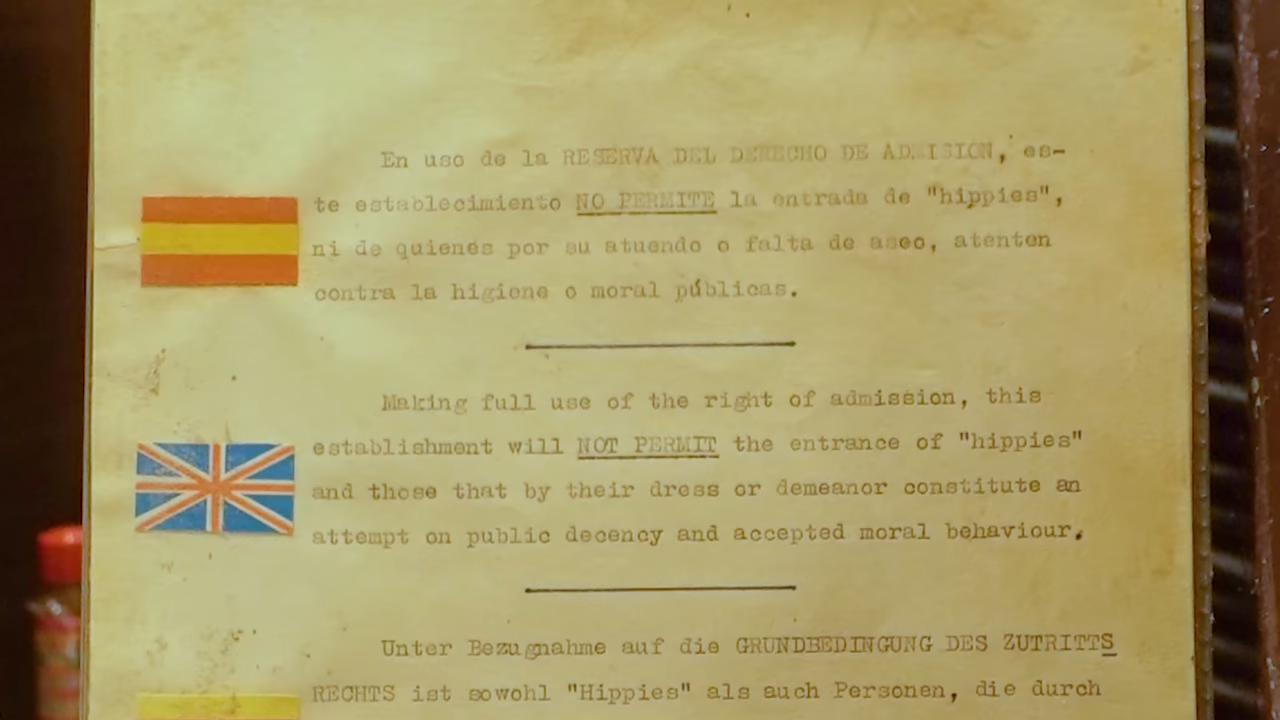 En uso de la RESERVA DEL DERECHO DE ADMISION, es-
te establecimiento NO PERMITE la entrada de "hippies",
ni de quienes por su atuendo o falta de aseo, atenten
contra la higiene o moral públicas.
Making full use of the right of admission, this
establishment will NOT PERMIT the entrance of "hippies"
and those that by their dress or demeanor constitute an
attempt on public decency and accepted moral behaviour.
Unter Bezugnahme auf die GRUNDBEDINGUNG DES ZUTRITTS
RECHTS ist sowohl "Hippies" als auch Personen, die durch